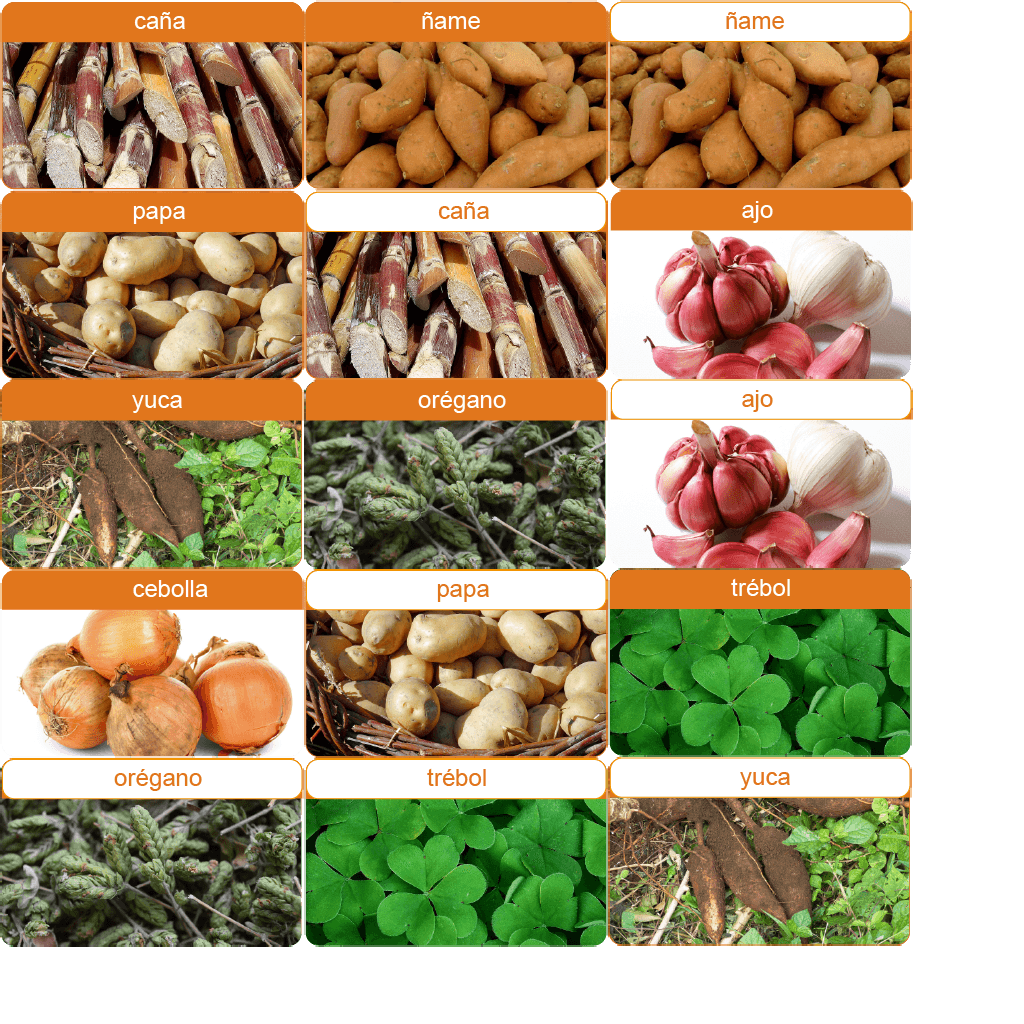 caña
ñame
ñame
papa
caña
ajo
yuca
orégano
ajo
cebolla
papa
trébol
orégano
trébol
yuca